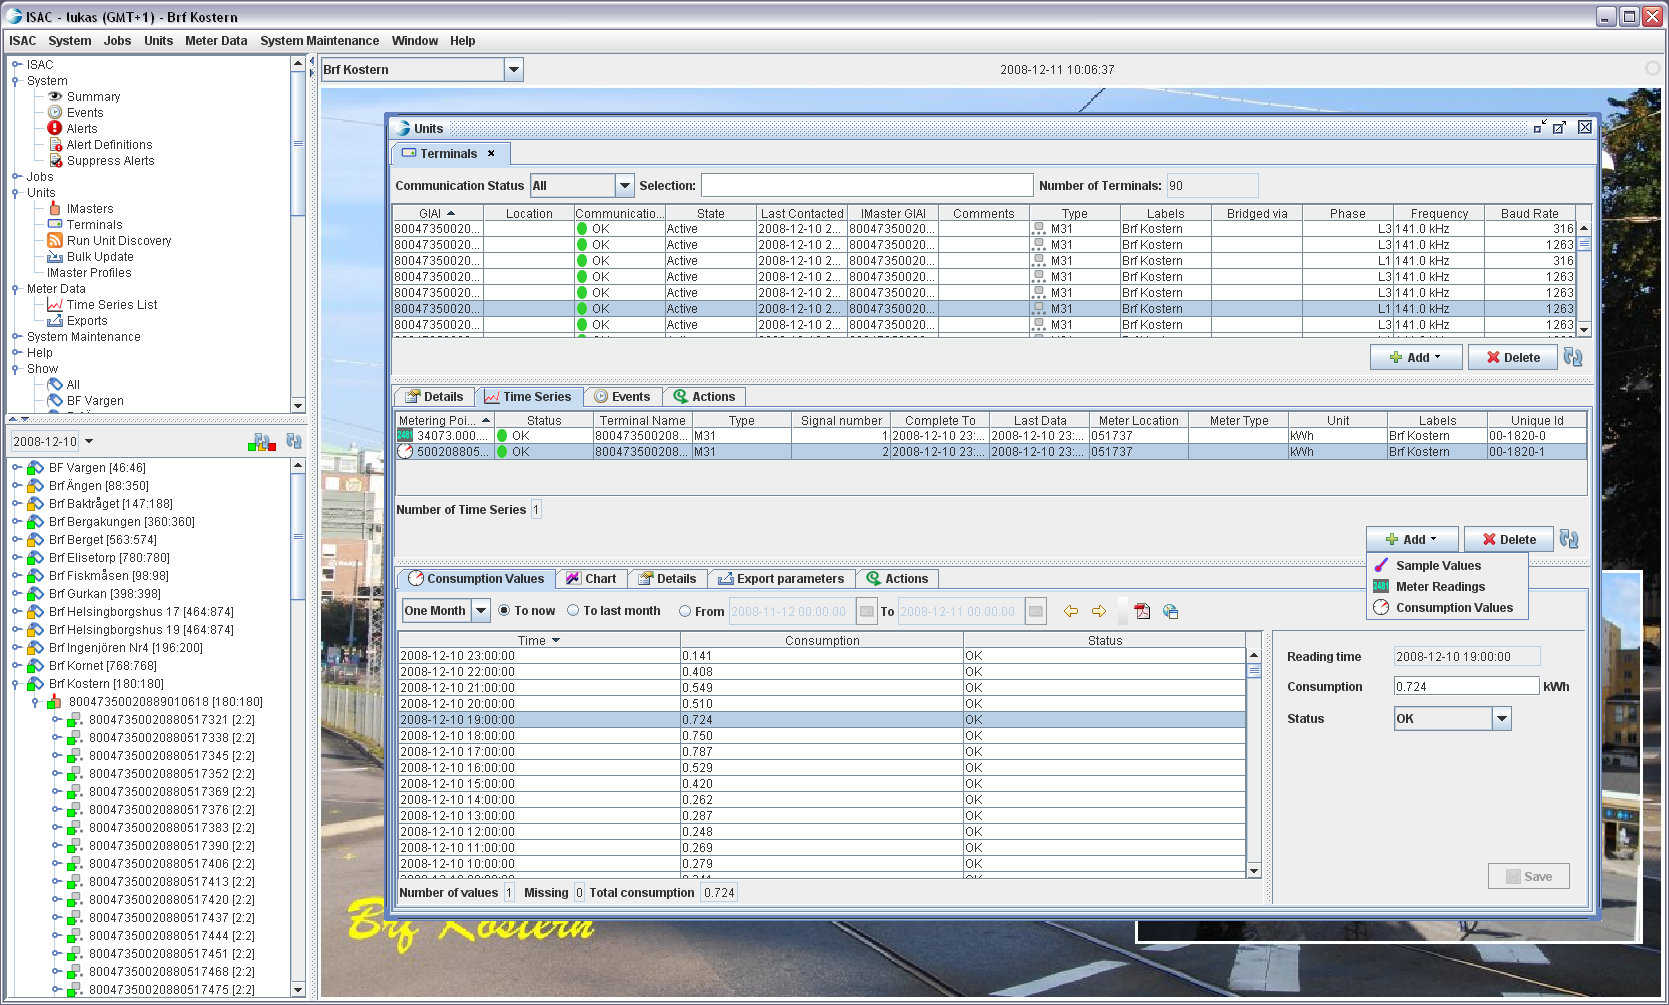 ISAC - lukas (GMT+1) - Brf Kostern
ISAC System Jobs Units Meter Data System Maintenance Window Help
ISAC
System
Summary
Events
Alerts
Alert Definitions
Suppress Alerts
Jobs
Units
IMasters
Terminals
Run Unit Discovery
Bulk Update
IMaster Profiles
Meter Data
Time Series List
Exports
System Maintenance
Help
Show
All
BF Vargen
2008-12-10
BF Vargen [46:46]
Brf Ängen [88:350]
Brf Baktråget [147:188]
Brf Bergakungen [360:360]
Brf Berget [563:574]
Brf Elisetorp [780:780]
Brf Fiskmåsen [98:98]
Brf Gurkan [398:398]
Brf Helsingborgshus 17 [464:874]
Brf Helsingborgshus 19 [464:874]
Brf Ingenjören Nr4 [196:200]
Brf Kornet [768:768]
Brf Kostern [180:180]
80047350020889010618 [180:180]
80047350020880517321 [2:2]
80047350020880517338 [2:2]
80047350020880517345 [2:2]
80047350020880517352 [2:2]
80047350020880517369 [2:2]
80047350020880517376 [2:2]
80047350020880517383 [2:2]
80047350020880517390 [2:2]
80047350020880517406 [2:2]
80047350020880517413 [2:2]
80047350020880517420 [2:2]
80047350020880517437 [2:2]
80047350020880517444 [2:2]
80047350020880517451 [2:2]
80047350020880517468 [2:2]
80047350020880517475 [2:2]
Brf Kostern 2008-12-11 10:06:37
Units
Terminals
Communication Status All Selection: Number of Terminals: 90
GIAI Location Communicatio... State Last Contacted IMaster GIAI Comments Type Labels Bridged via Phase Frequency Baud Rate
80047350020... OK Active 2008-12-10 2... 80047350020... M31 Brf Kostern L3 141.0 kHz 316
80047350020... OK Active 2008-12-10 2... 80047350020... M31 Brf Kostern L3 141.0 kHz 1263
80047350020... OK Active 2008-12-10 2... 80047350020... M31 Brf Kostern L1 141.0 kHz 316
80047350020... OK Active 2008-12-10 2... 80047350020... M31 Brf Kostern L3 141.0 kHz 1263
80047350020... OK Active 2008-12-10 2... 80047350020... M31 Brf Kostern L3 141.0 kHz 1263
80047350020... OK Active 2008-12-10 2... 80047350020... M31 Brf Kostern L1 141.0 kHz 1263
80047350020... OK Active 2008-12-10 2... 80047350020... M31 Brf Kostern L3 141.0 kHz 1263
Add Delete
Details Time Series Events Actions
Metering Poi... Status Terminal Name Type Signal number Complete To Last Data Meter Location Meter Type Unit Labels Unique Id
34073.000.... OK 800473500208... M31 1 2008-12-10 23:... 2008-12-10 23:... 051737 kWh Brf Kostern 00-1820-0
500208805... OK 800473500208... M31 2 2008-12-10 23:... 2008-12-10 23:... 051737 kWh Brf Kostern 00-1820-1
Number of Time Series 1
Add Delete
Sample Values
Meter Readings
Consumption Values
Consumption Values Chart Details Export parameters Actions
One Month To now To last month From 2008-11-12 00:00:00 To 2008-12-11 00:00:00
Time Consumption Status
2008-12-10 23:00:00 0.141 OK
2008-12-10 22:00:00 0.408 OK
2008-12-10 21:00:00 0.549 OK
2008-12-10 20:00:00 0.510 OK
2008-12-10 19:00:00 0.724 OK
2008-12-10 18:00:00 0.750 OK
2008-12-10 17:00:00 0.787 OK
2008-12-10 16:00:00 0.529 OK
2008-12-10 15:00:00 0.420 OK
2008-12-10 14:00:00 0.262 OK
2008-12-10 13:00:00 0.287 OK
2008-12-10 12:00:00 0.248 OK
2008-12-10 11:00:00 0.269 OK
2008-12-10 10:00:00 0.279 OK
Number of values 1 Missing 0 Total consumption 0.724
Reading time 2008-12-10 19:00:00
Consumption 0.724 kWh
Status OK
Save
Brf Kostern